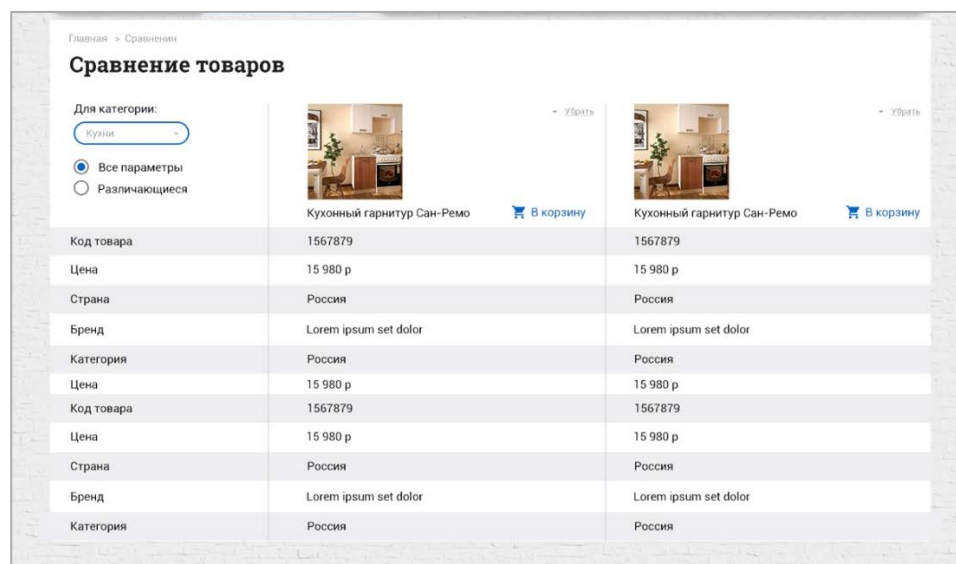 Главная > Сравненин
Сравнение товаров
Для категории:
Кухни
Все параметры
Различающиеся
Убрать
Кухонный гарнитур Сан-Ремо
В корзину
Убрать
Кухонный гарнитур Сан-Ремо
В корзину
Код товара 1567879 1567879
Цена 15 980 р 15 980 р
Страна Россия Россия
Бренд Lorem ipsum set dolor Lorem ipsum set dolor
Категория Россия Россия
Цена 15 980 р 15 980 р
Код товара 1567879 1567879
Цена 15 980 р 15 980 р
Страна Россия Россия
Бренд Lorem ipsum set dolor Lorem ipsum set dolor
Категория Россия Россия